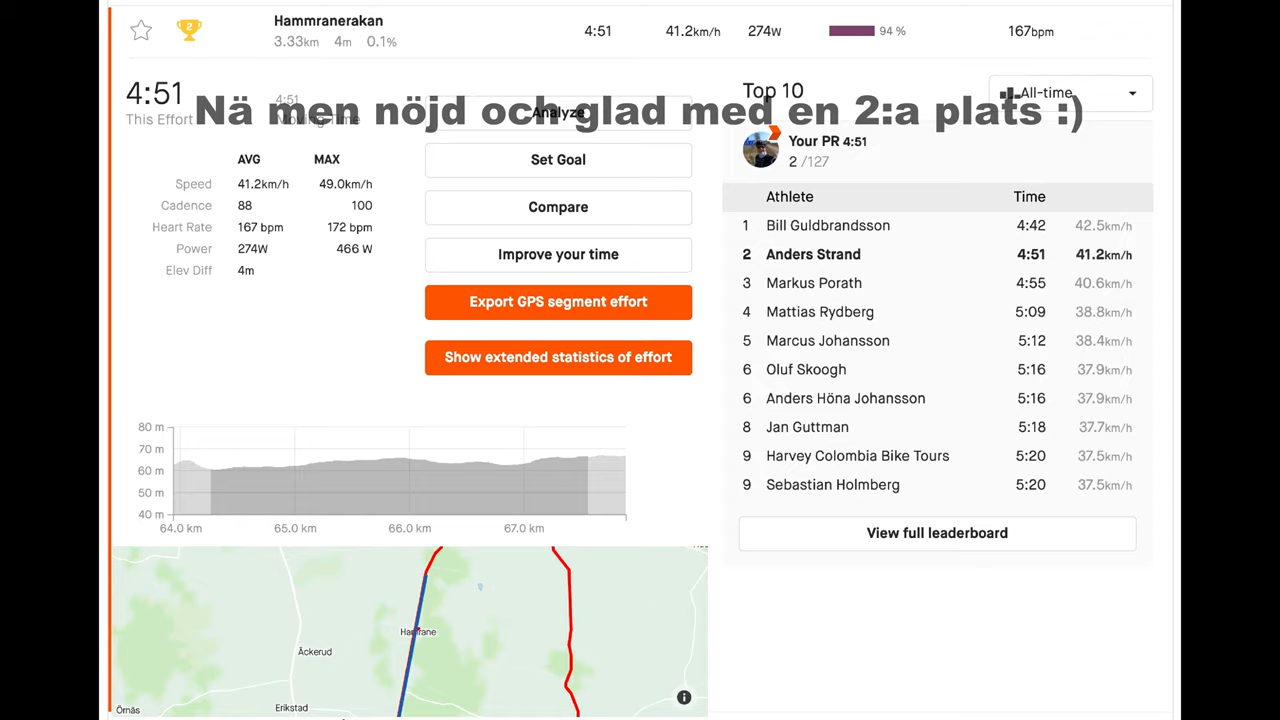 Hammranerakan
3.33km 4m 0.1%
2
4:51 41.2km/h 274W 94 % 167bpm
Nä men nöjd och glad med en 2:a plats :)
4:51
This Effort
4:51
Moving Time
AVG MAX
Speed 41.2km/h 49.0km/h
Cadence 88 100
Heart Rate 167 bpm 172 bpm
Power 274W 466 W
Elev Diff 4m
Analyze
Set Goal
Compare
Improve your time
Export GPS segment effort
Show extended statistics of effort
Top 10
All-time
Your PR 4:51
2 /127
Athlete Time
1 Bill Guldbrandsson 4:42 42.5km/h
2 Anders Strand 4:51 41.2km/h
3 Markus Porath 4:55 40.6km/h
4 Mattias Rydberg 5:09 38.8km/h
5 Marcus Johansson 5:12 38.4km/h
6 Oluf Skoogh 5:16 37.9km/h
6 Anders Höna Johansson 5:16 37.9km/h
8 Jan Guttman 5:18 37.7km/h
9 Harvey Colombia Bike Tours 5:20 37.5km/h
9 Sebastian Holmberg 5:20 37.5km/h
View full leaderboard
80 m
70 m
60 m
50 m
40 m
64.0 km 65.0 km 66.0 km 67.0 km
Äckerud
Örnäs
Erikstad